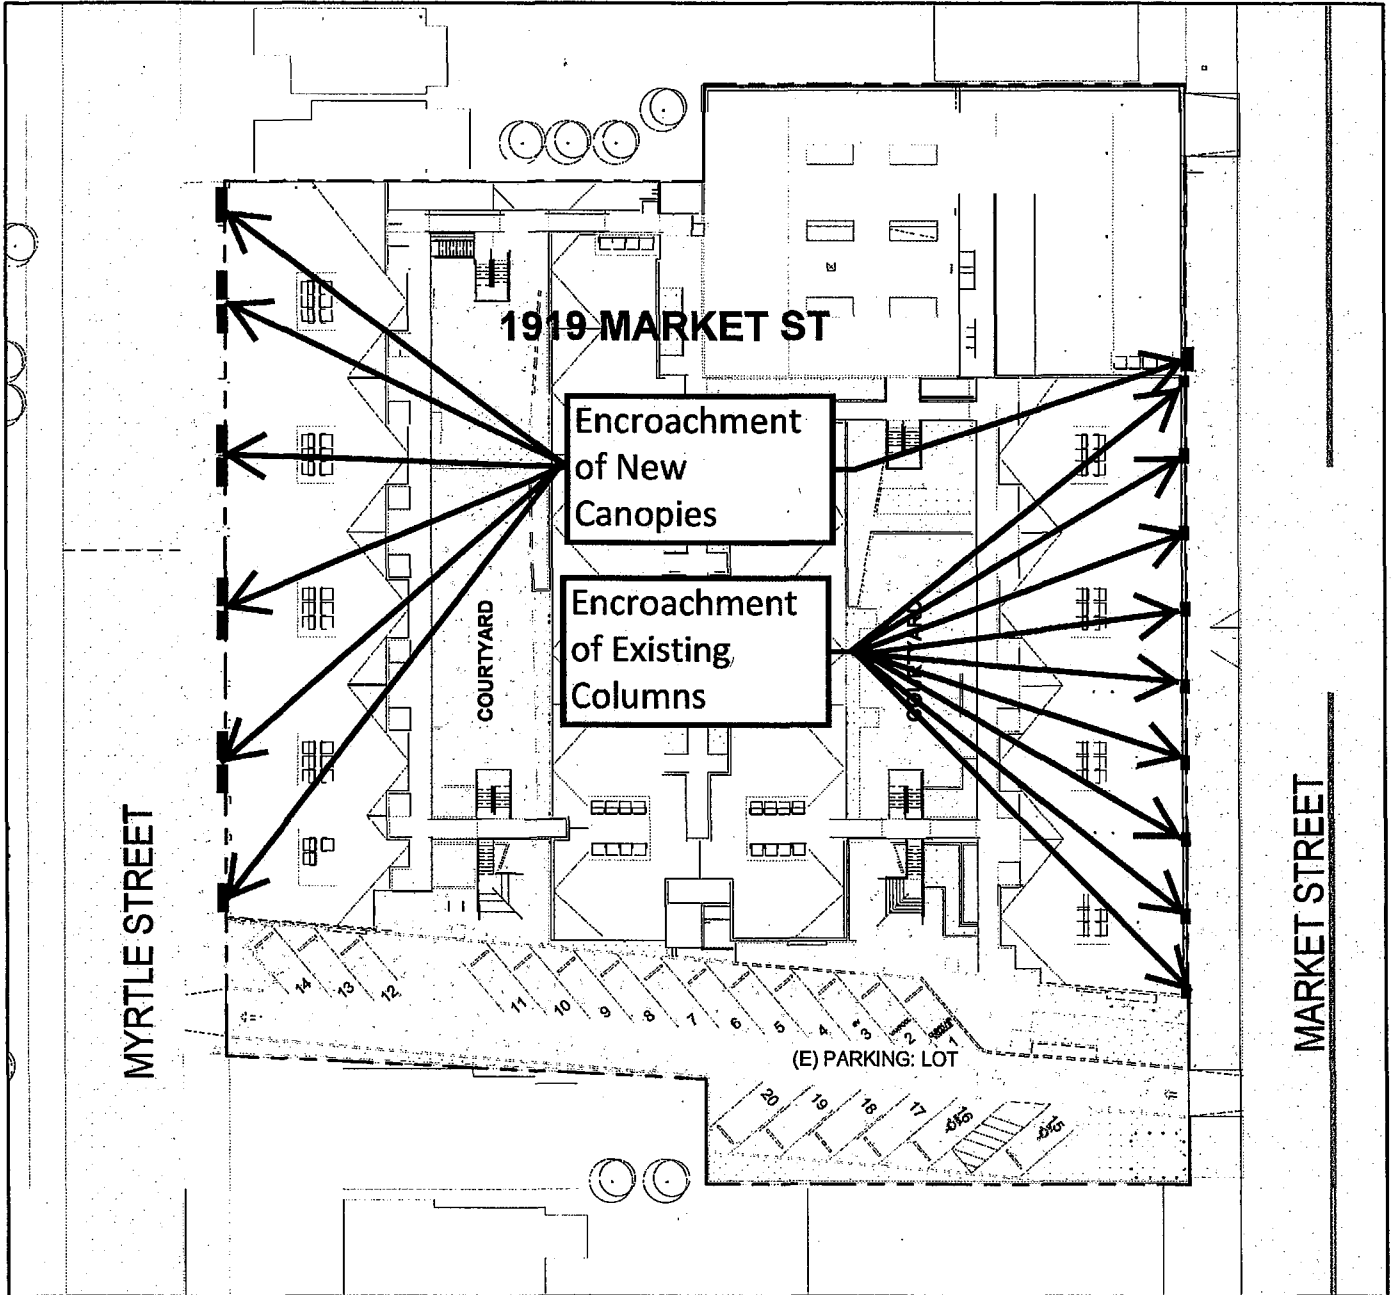 1919 MARKET ST
Encroachment
of New
Canopies
Encroachment
of Existing
Columns
COURTYARD
COURTYARD
MYRTLE STREET
MARKET STREET
14
13
12
11
10
9
8
7
6
5
4
3
2
1
(E) PARKING: LOT
20
19
18
17
16
15